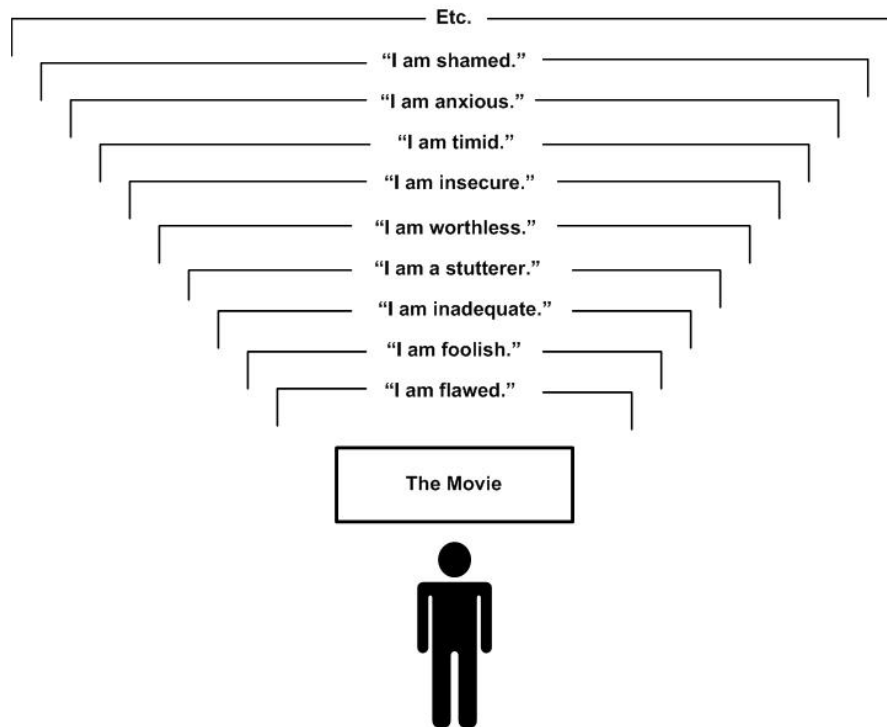 Etc.
“I am shamed.”
“I am anxious.”
“I am timid.”
“I am insecure.”
“I am worthless.”
“I am a stutterer.”
“I am inadequate.”
“I am foolish.”
“I am flawed.”
The Movie